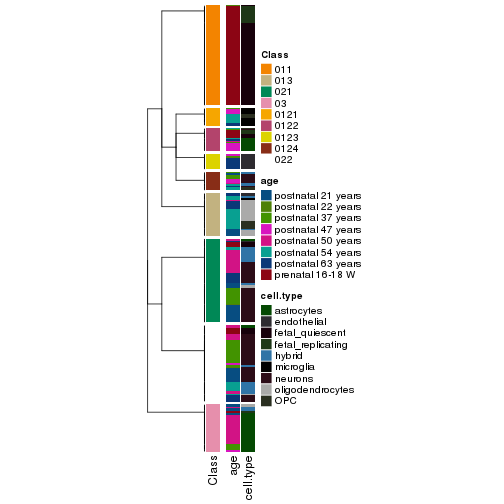 Class
011
013
021
03
0121
0122
0123
0124
022
age
postnatal 21 years
postnatal 22 years
postnatal 37 years
postnatal 47 years
postnatal 50 years
postnatal 54 years
postnatal 63 years
prenatal 16-18 W
cell.type
astrocytes
endothelial
fetal_quiescent
fetal_replicating
hybrid
microglia
neurons
oligodendrocytes
OPC
Class
age
cell.type